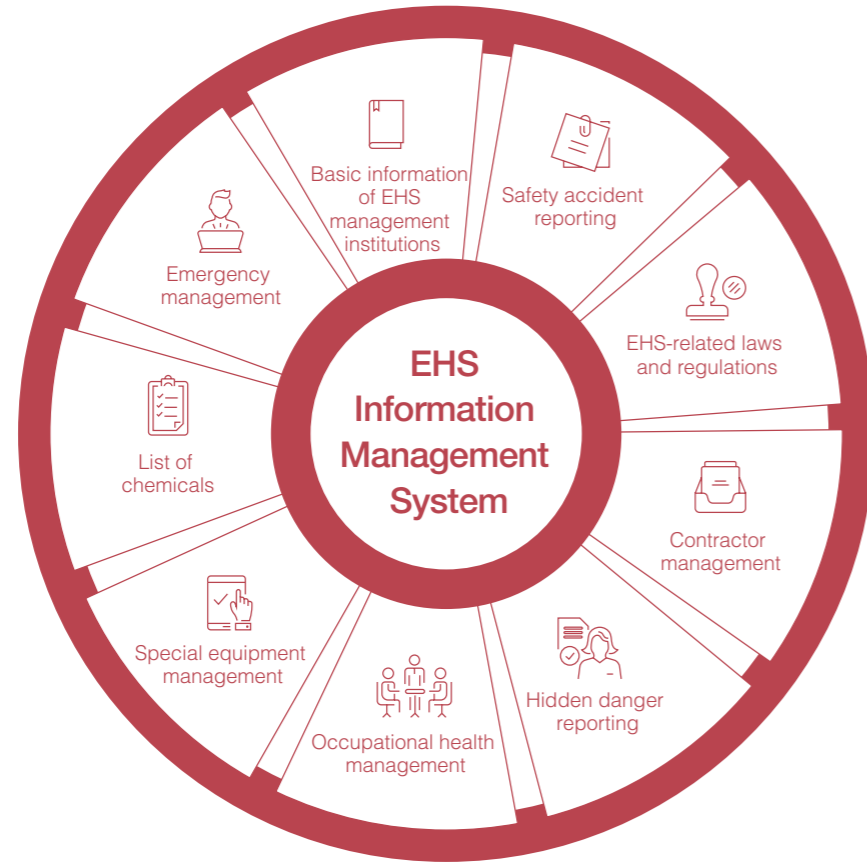 EHS
Information
Management
System
Basic information
of EHS
management
institutions
Safety accident
reporting
EHS-related laws
and regulations
Contractor
management
Hidden danger
reporting
Occupational health
management
Special equipment
management
List of
chemicals
Emergency
management